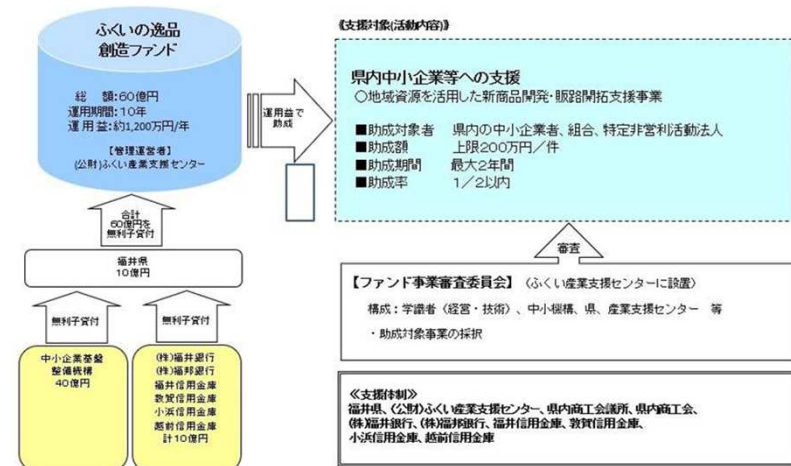 ふくいの逸品
創造ファンド
総 額:60億円
運用期間:10年
運用益:約1,200万円/年
【管理運営者】
(公財)ふくい産業支援センター
合計
60億円を
無利子貸付
福井県
10億円
無利子貸付
無利子貸付
中小企業基盤
整備機構
40億円
(株)福井銀行
(株)福邦銀行
福井信用金庫
敦賀信用金庫
小浜信用金庫
越前信用金庫
計10億円
運用益で
助成
《支援対象(活動内容)》
県内中小企業等への支援
○地域資源を活用した新商品開発・販路開拓支援事業
■助成対象者 県内の中小企業者、組合、特定非営利活動法人
■助成額 上限200万円/件
■助成期間 最大2年間
■助成率 1/2以内
審査
【ファンド事業審査委員会】 (ふくい産業支援センターに設置)
構成:学識者(経営・技術)、中小機構、県、産業支援センター 等
・助成対象事業の採択
≪支援体制≫
福井県、(公財)ふくい産業支援センター、県内商工会議所、県内商工会、
(株)福井銀行、(株)福邦銀行、福井信用金庫、敦賀信用金庫、
小浜信用金庫、越前信用金庫